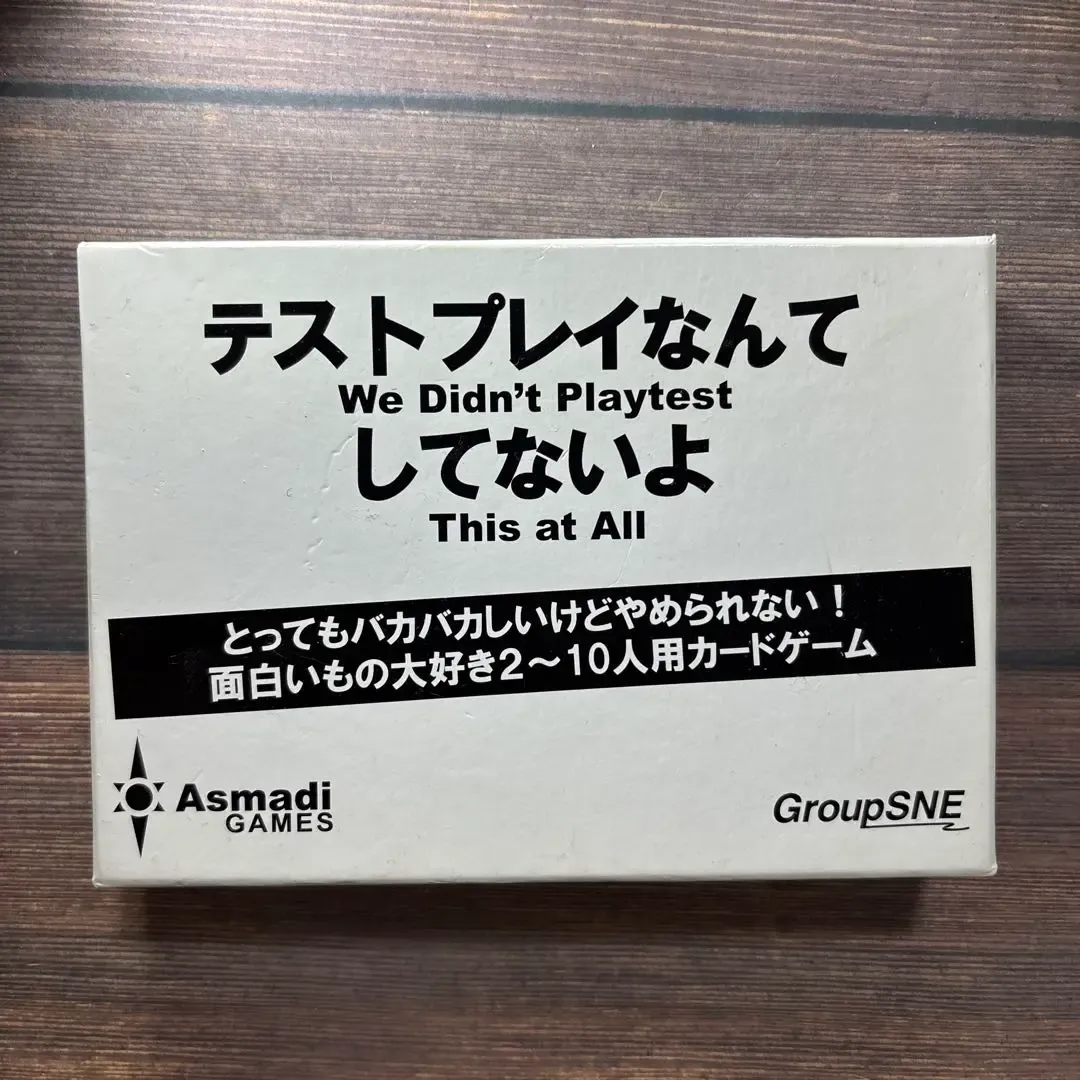 テストプレイなんて
We Didn't Playtest
してないよ
This at All
とってもバカバカしいけどやめられない！
面白いもの大好き2～10人用カードゲーム
Asmadi
GAMES
GroupSNE